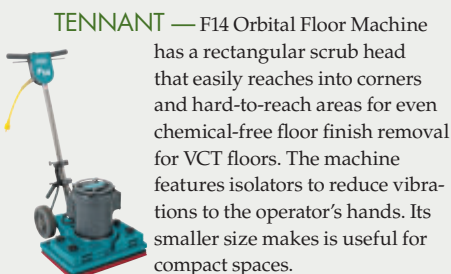 TENNANT — F14 Orbital Floor Machine
has a rectangular scrub head
that easily reaches into corners
and hard-to-reach areas for even
chemical-free floor finish removal
for VCT floors. The machine
features isolators to reduce vibra-
tions to the operator's hands. Its
smaller size makes is useful for
compact spaces.
F14